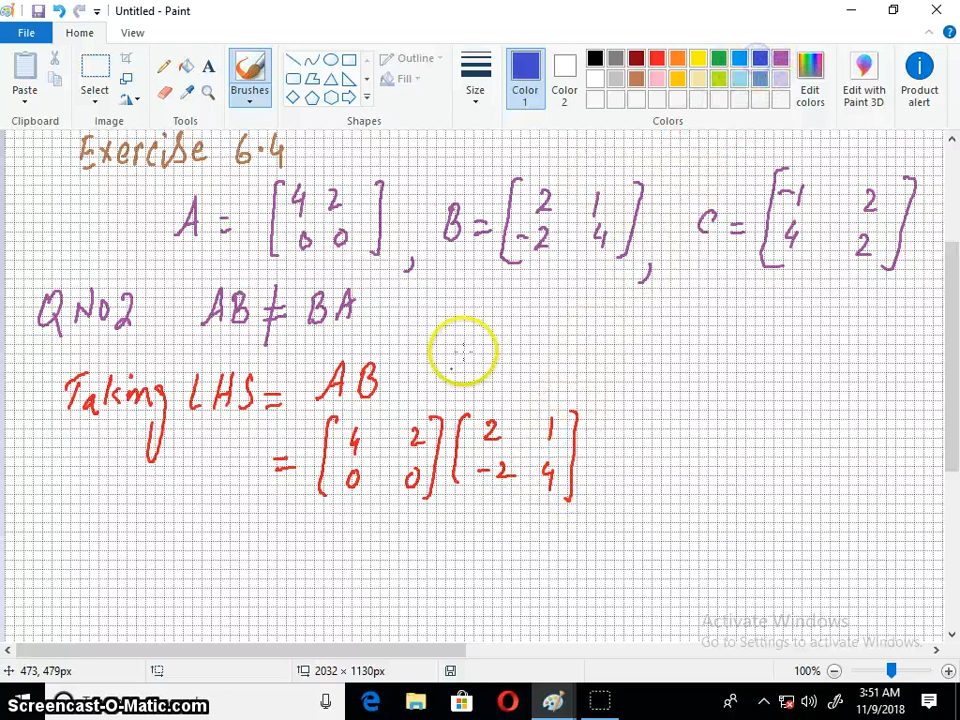 Untitled - Paint
File Home View
Paste Select Brushes Outline Fill Size Color 1 Color 2 Edit colors Edit with Paint 3D Product alert
Clipboard Image Tools Shapes Colors
Exercise 6.4
A = [ 4 2 ] , B = [ 2 1 ] , C = [ -1 2 ]
0 0 -2 4 4 2
Q NO2 AB ≠ BA
Taking LHS = AB
= [ 4 2 ] [ 2 1 ]
0 0 -2 4
Activate Windows
Go to Settings to activate Windows.
473, 479px 2032 × 1130px 100%
3:51 AM
Screencast-O-Matic.com 11/9/2018